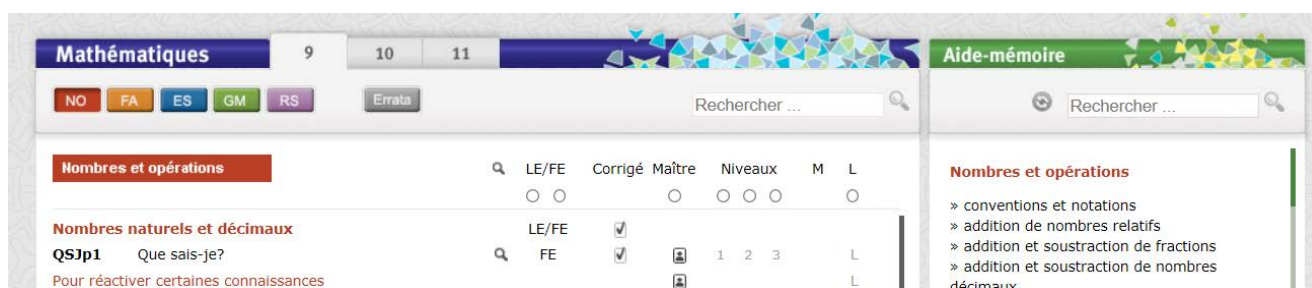 Mathématiques 9 10 11
NO FA ES GM RS Errata Rechercher ...
Nombres et opérations LE/FE Corrigé Maître Niveaux M L
Nombres naturels et décimaux LE/FE
QSJp1 Que sais-je? FE 1 2 3 L
Pour réactiver certaines connaissances L
Aide-mémoire
Rechercher ...
Nombres et opérations
» conventions et notations
» addition de nombres relatifs
» addition et soustraction de fractions
» addition et soustraction de nombres
décimaux